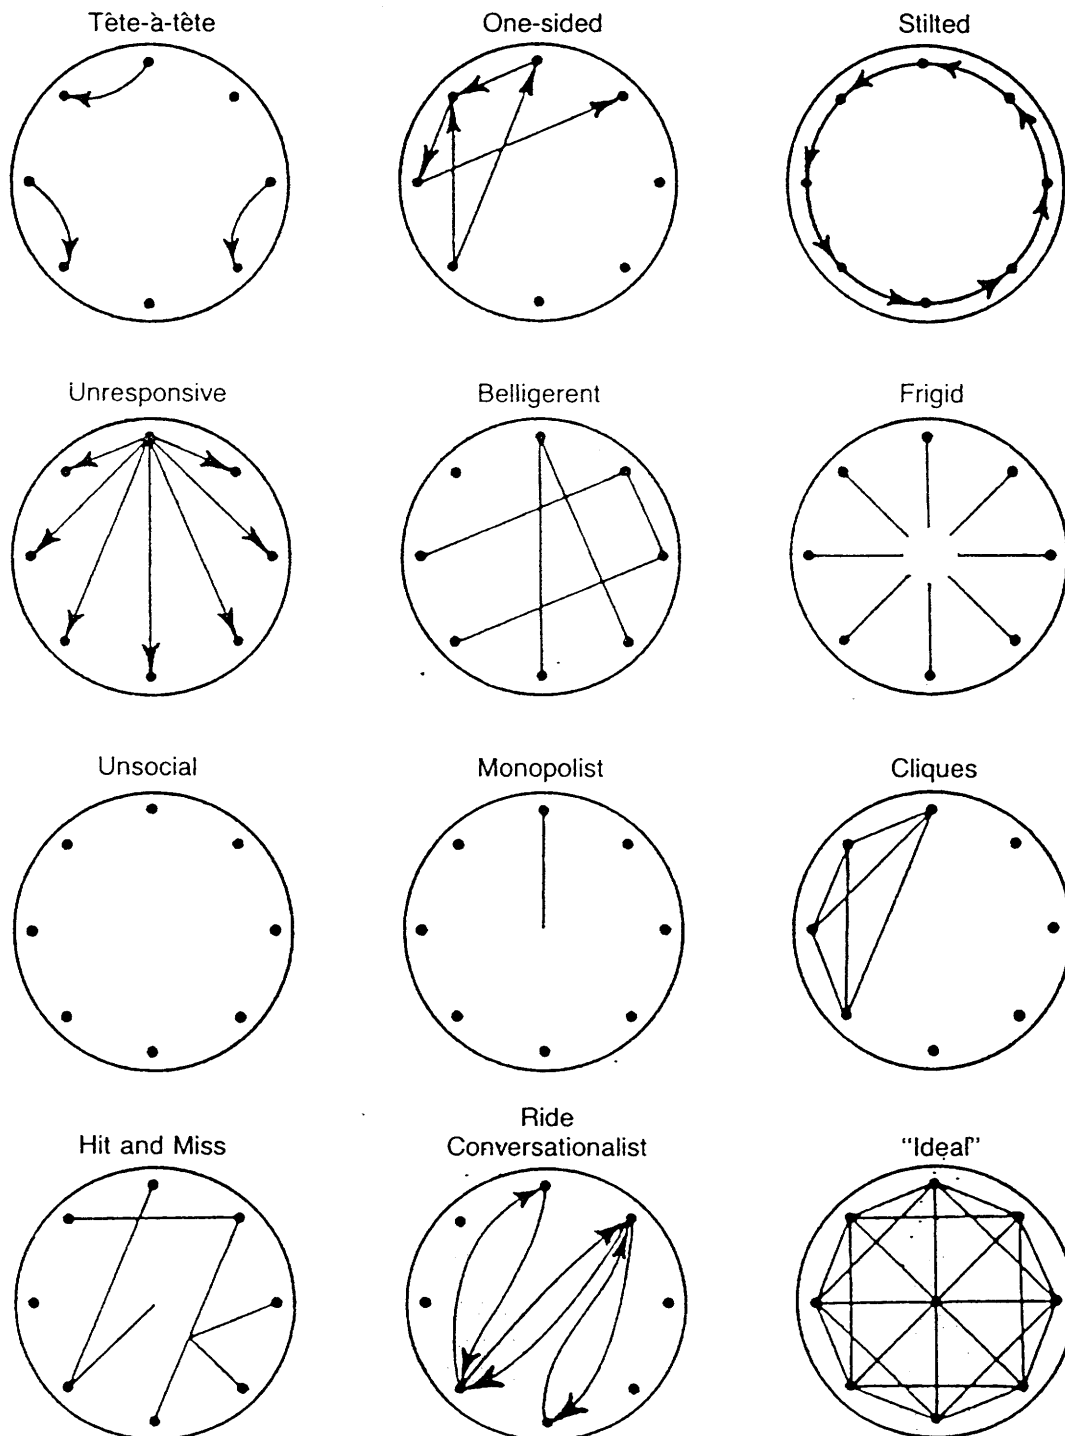 Tête-à-tête
One-sided
Stilted
Unresponsive
Belligerent
Frigid
Unsocial
Monopolist
Cliques
Hit and Miss
Ride
Conversationalist
"Ideal"